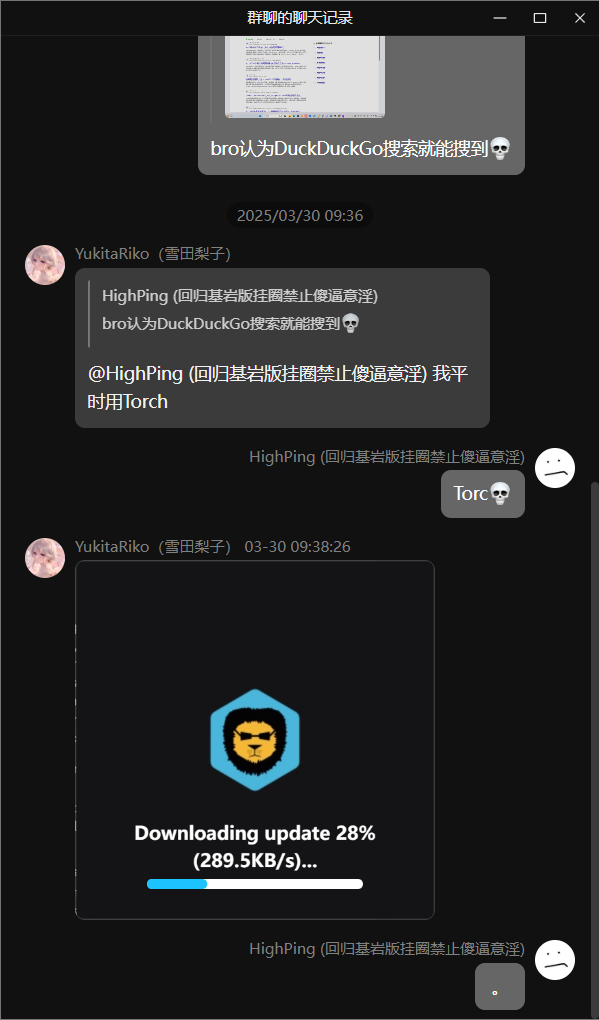 群聊的聊天记录
bro认为DuckDuckGo搜索就能搜到💀
2025/03/30 09:36
YukitaRiko（雪田梨子）
HighPing (回归基岩版挂圈禁止傻逼意淫)
bro认为DuckDuckGo搜索就能搜到💀
@HighPing (回归基岩版挂圈禁止傻逼意淫) 我平
时用Torch
HighPing (回归基岩版挂圈禁止傻逼意淫)
Torc💀
YukitaRiko（雪田梨子） 03-30 09:38:26
Downloading update 28%
(289.5KB/s)...
HighPing (回归基岩版挂圈禁止傻逼意淫)
。